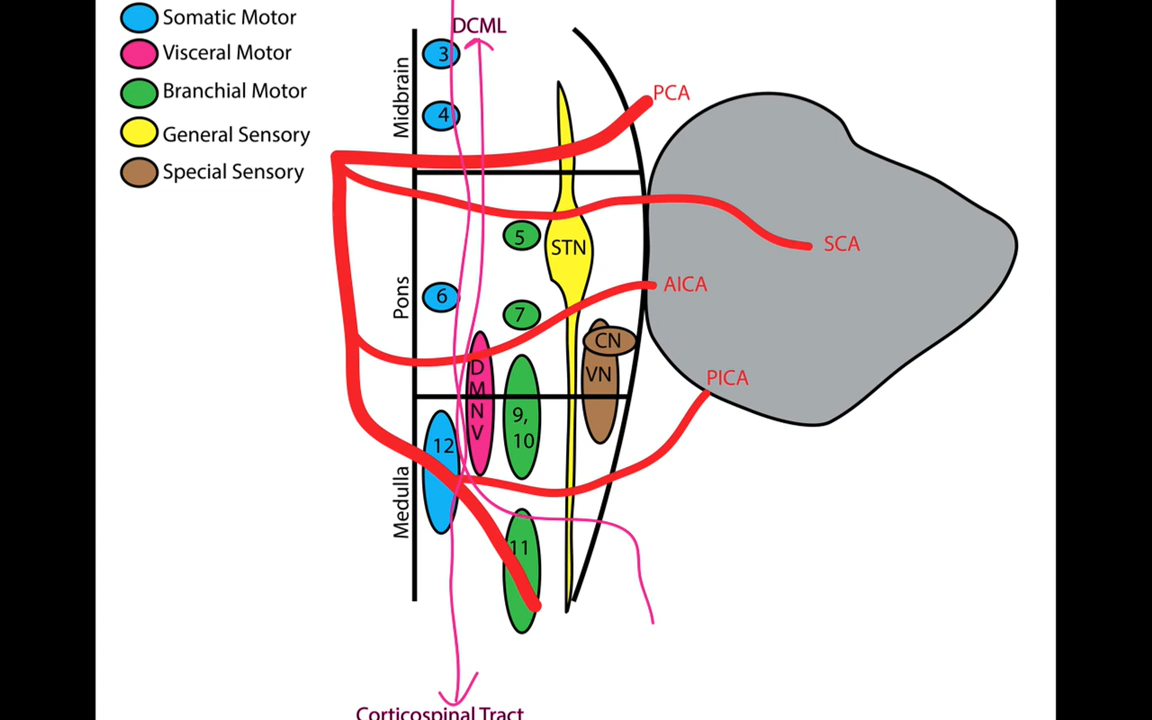 Somatic Motor
Visceral Motor
Branchial Motor
General Sensory
Special Sensory
DCML
Midbrain
3
4
PCA
5
STN
SCA
Pons
6
7
AICA
CN
VN
DMNV
9,
10
PICA
12
Medulla
11
Corticospinal Tract